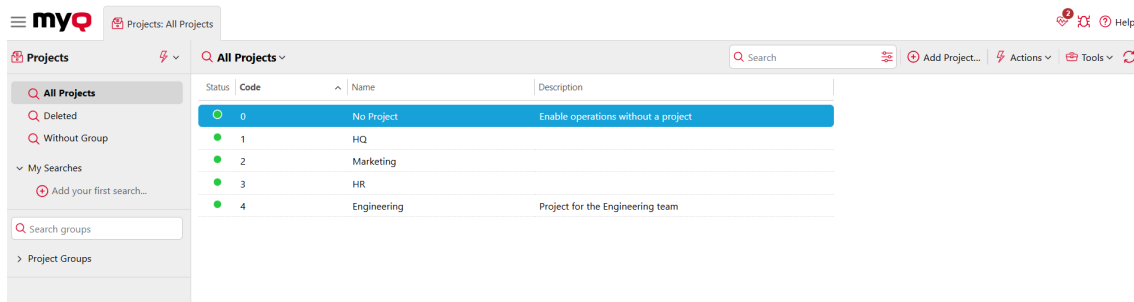 myQ
Projects: All Projects
2
Help
Projects
All Projects
Search
Add Project...
Actions
Tools
All Projects
Deleted
Without Group
My Searches
Add your first search...
Search groups
Project Groups
Status Code Name Description
0 No Project Enable operations without a project
1 HQ
2 Marketing
3 HR
4 Engineering Project for the Engineering team